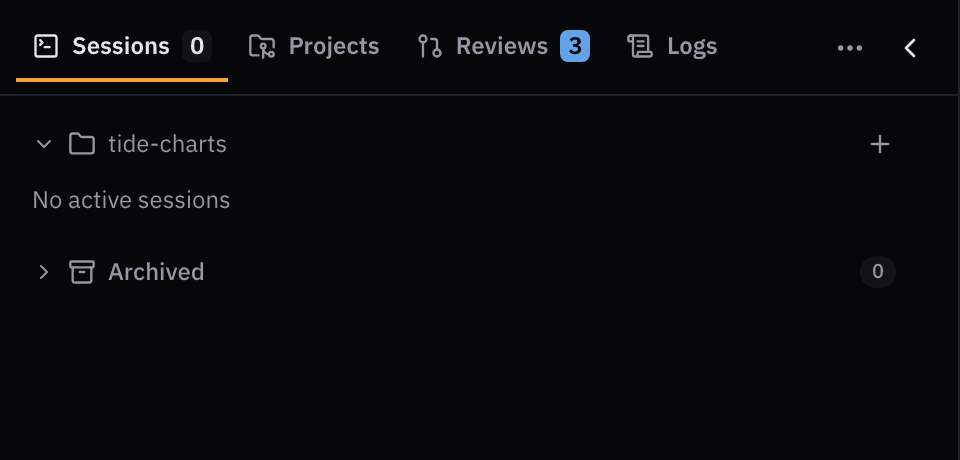 Sessions 0 Projects Reviews 3 Logs
tide-charts
No active sessions
Archived 0